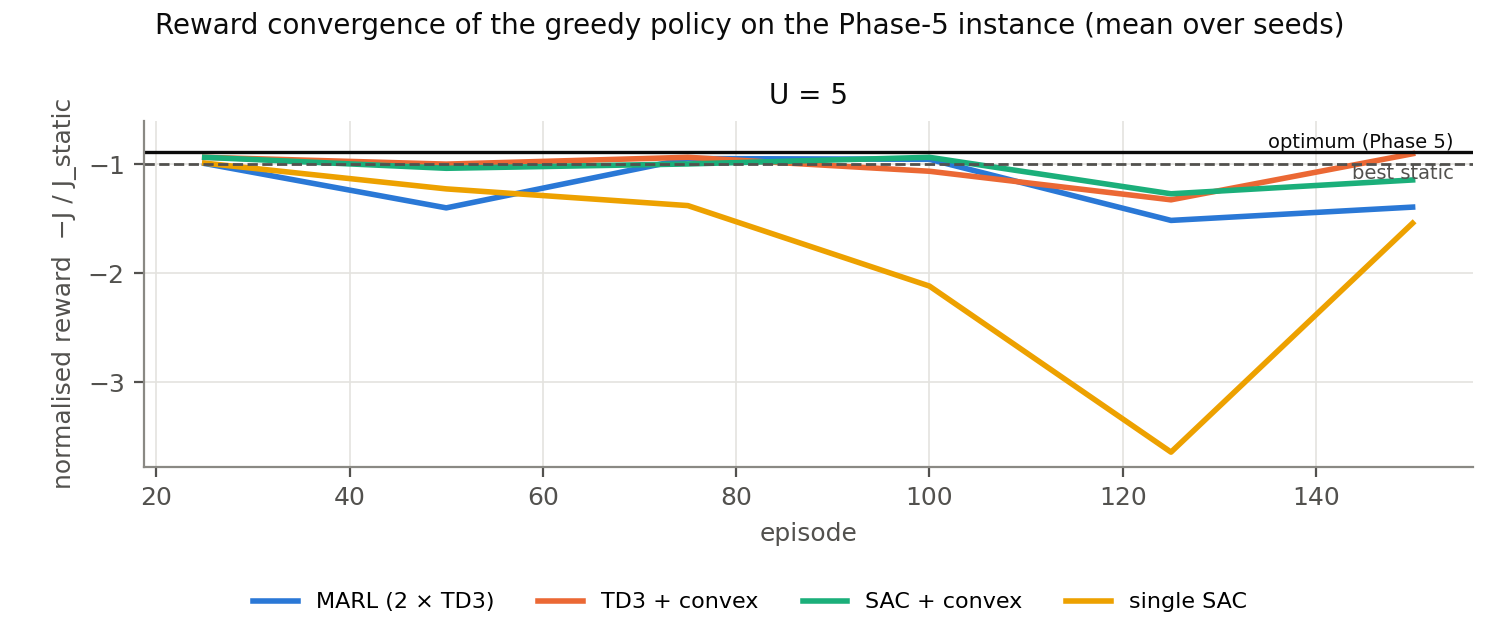 Reward convergence of the greedy policy on the Phase-5 instance (mean over seeds)
U = 5
normalised reward −J / J_static
−1
−2
−3
optimum (Phase 5)
best static
20 40 60 80 100 120 140
episode
MARL (2 × TD3) TD3 + convex SAC + convex single SAC